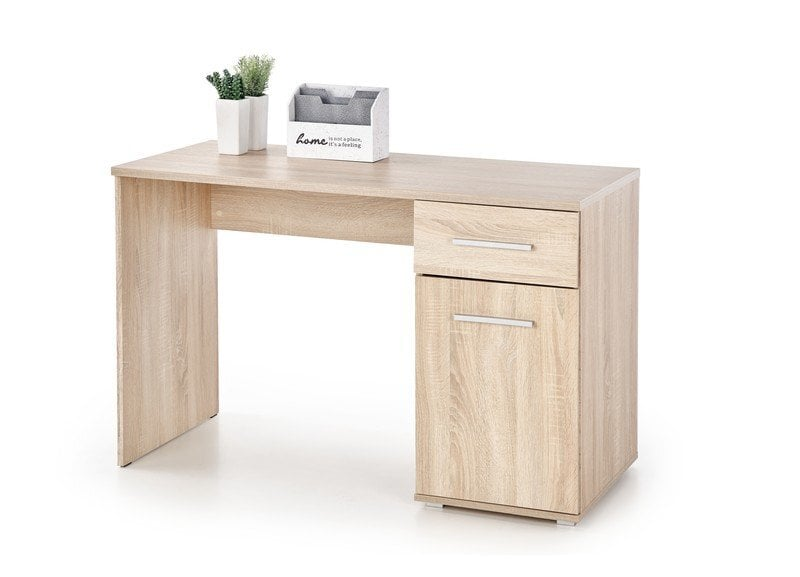 home is not a place,
it's a feeling